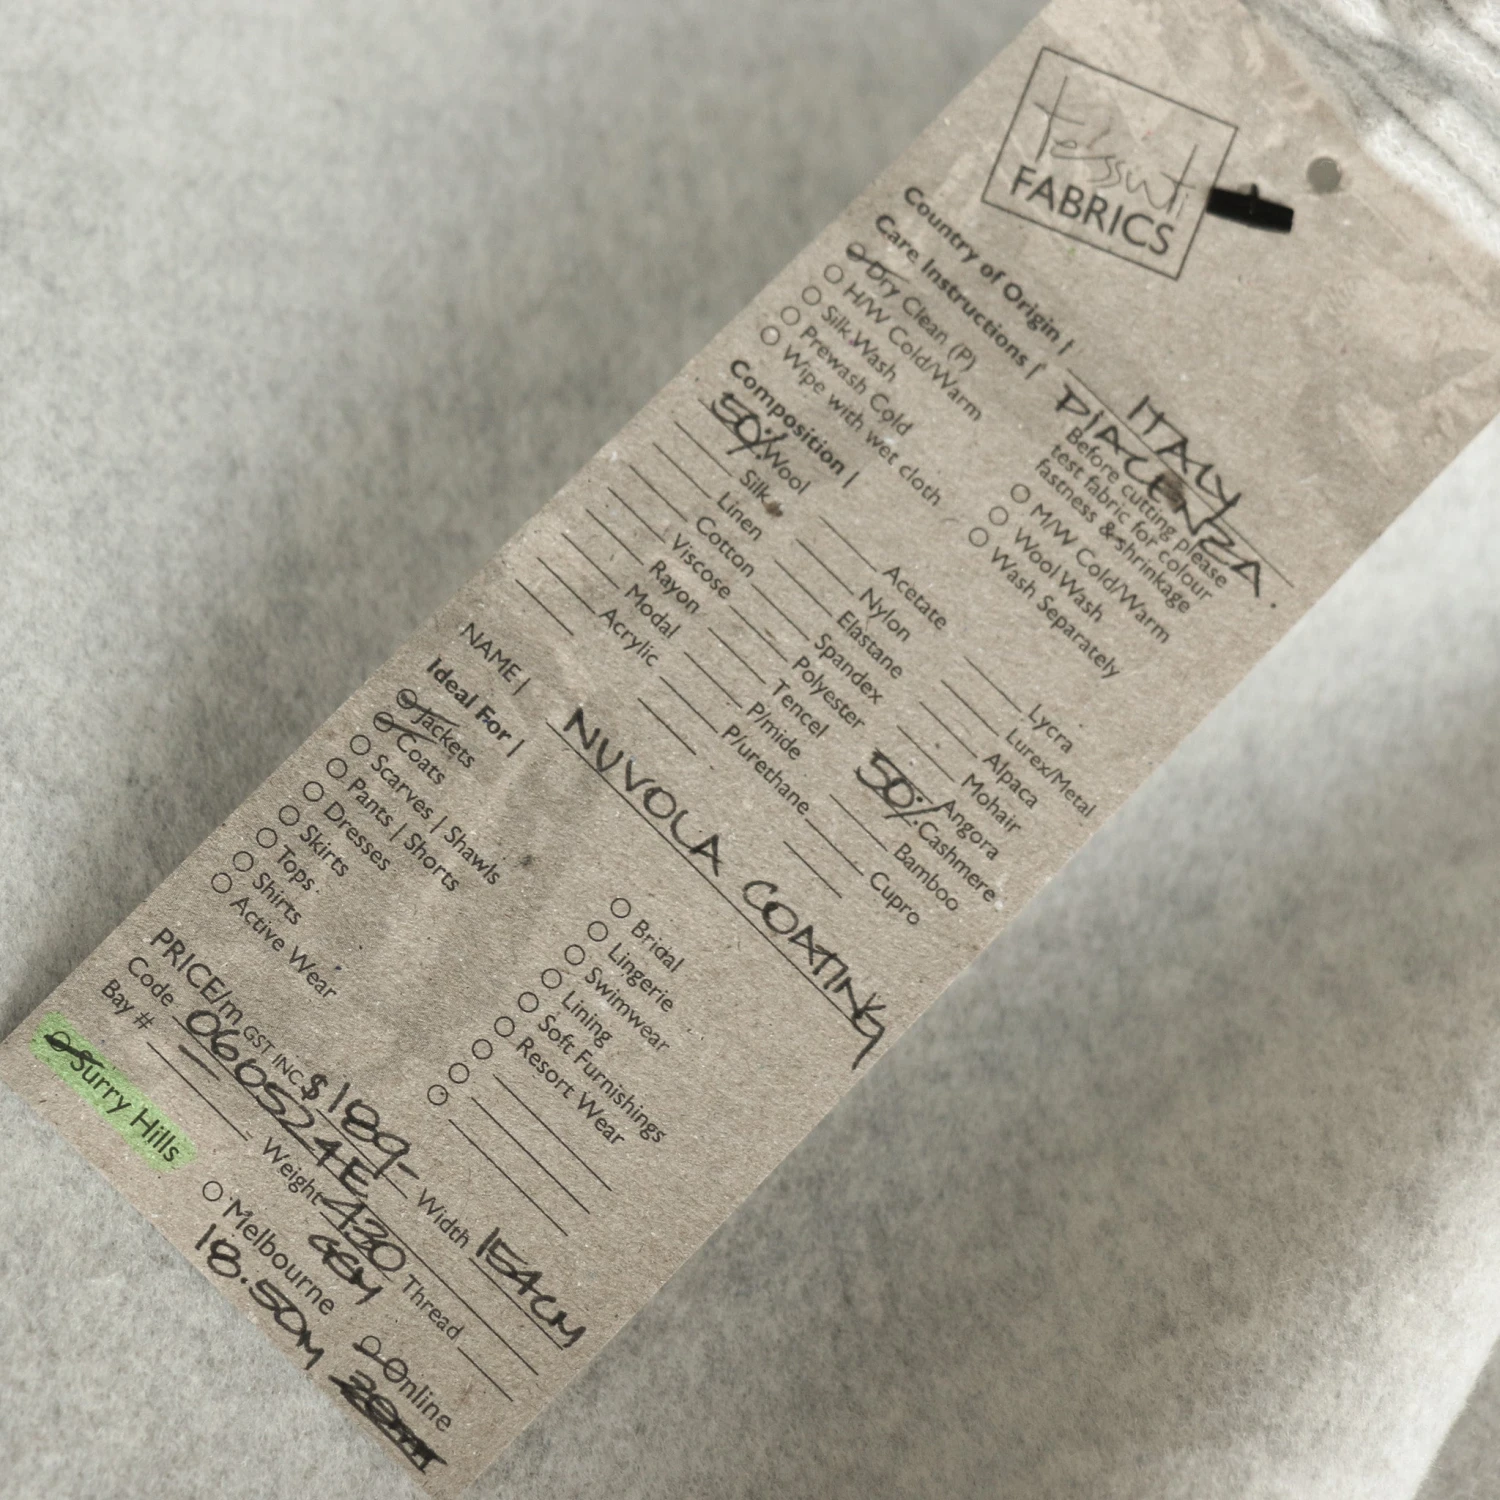 tessuti
FABRICS
Country of Origin | ITALY
PIACENZA.
Care Instructions |
Dry Clean (P)
H/W Cold/Warm
Silk Wash
Prewash Cold
Wipe with wet cloth
Before cutting please
test fabric for colour
fastness & shrinkage
M/W Cold/Warm
Wool Wash
Wash Separately
Composition |
50% Wool
Silk
Linen
Cotton
Viscose
Rayon
Modal
Acrylic
Acetate
Nylon
Elastane
Spandex
Polyester
Tencel
P/mide
P/urethane
Lycra
Lurex/Metal
Alpaca
Mohair
Angora
50% Cashmere
Bamboo
Cupro
NAME | NUVOLA COATING
Ideal For |
Jackets
Coats
Scarves | Shawls
Pants | Shorts
Dresses
Skirts
Tops
Shirts
Active Wear
Bridal
Lingerie
Swimwear
Lining
Soft Furnishings
Resort Wear
PRICE/m GST INC. $189- Width 154CM
Code 060524E Weight 430 GSM Thread
Bay #
Surry Hills Melbourne Online
18.50M 20m